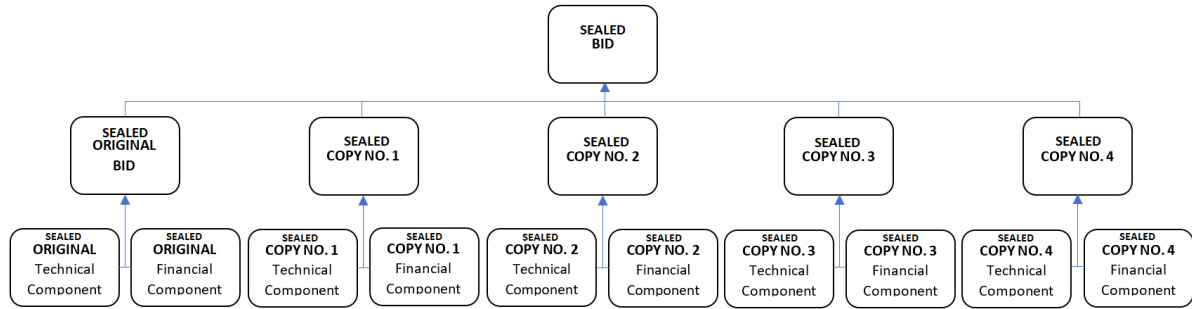 SEALED
BID
SEALED
ORIGINAL
BID
SEALED
COPY NO. 1
SEALED
COPY NO. 2
SEALED
COPY NO. 3
SEALED
COPY NO. 4
SEALED
ORIGINAL
Technical
Component
SEALED
ORIGINAL
Financial
Component
SEALED
COPY NO. 1
Technical
Component
SEALED
COPY NO. 1
Financial
Component
SEALED
COPY NO. 2
Technical
Component
SEALED
COPY NO. 2
Financial
Component
SEALED
COPY NO. 3
Technical
Component
SEALED
COPY NO. 3
Financial
Component
SEALED
COPY NO. 4
Technical
Component
SEALED
COPY NO. 4
Financial
Component